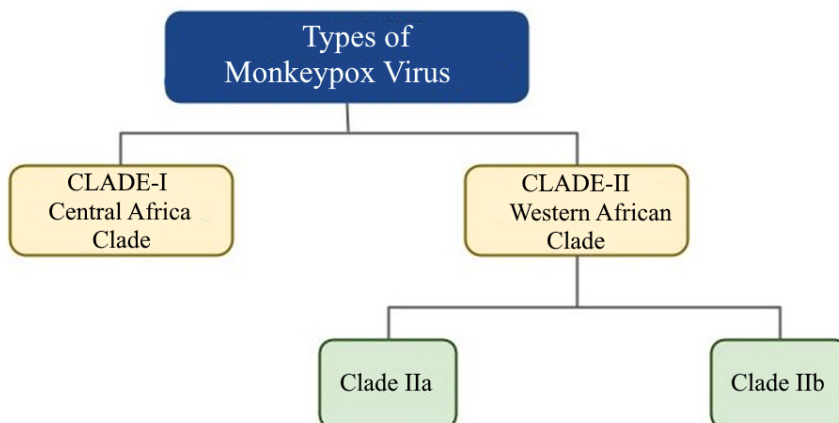 Types of
Monkeypox Virus
CLADE-I
Central Africa
Clade
CLADE-II
Western African
Clade
Clade IIa
Clade IIb